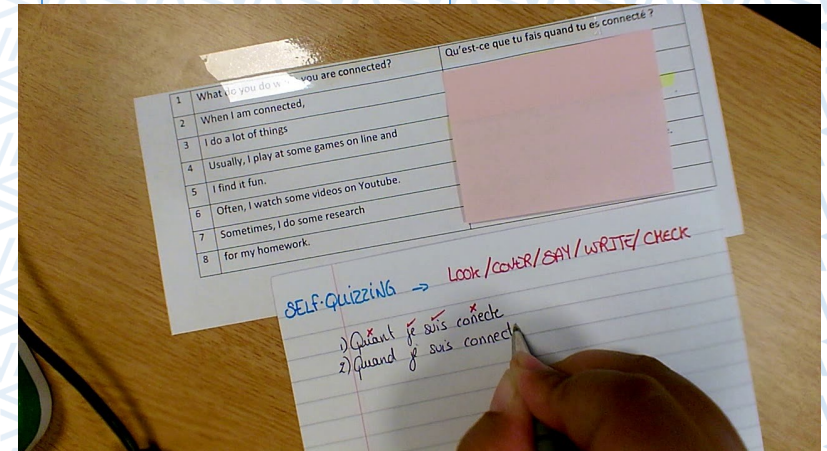 Qu'est-ce que tu fais quand tu es connecté ?
1 What do you do when you are connected?
2 When I am connected,
3 I do a lot of things
4 Usually, I play at some games on line and
5 I find it fun.
6 Often, I watch some videos on Youtube.
7 Sometimes, I do some research
8 for my homework.
SELF-QUIZZING → LOOK/COVER/SAY/WRITE/CHECK
1) Quant je suis conecte
2) Quand je suis connect